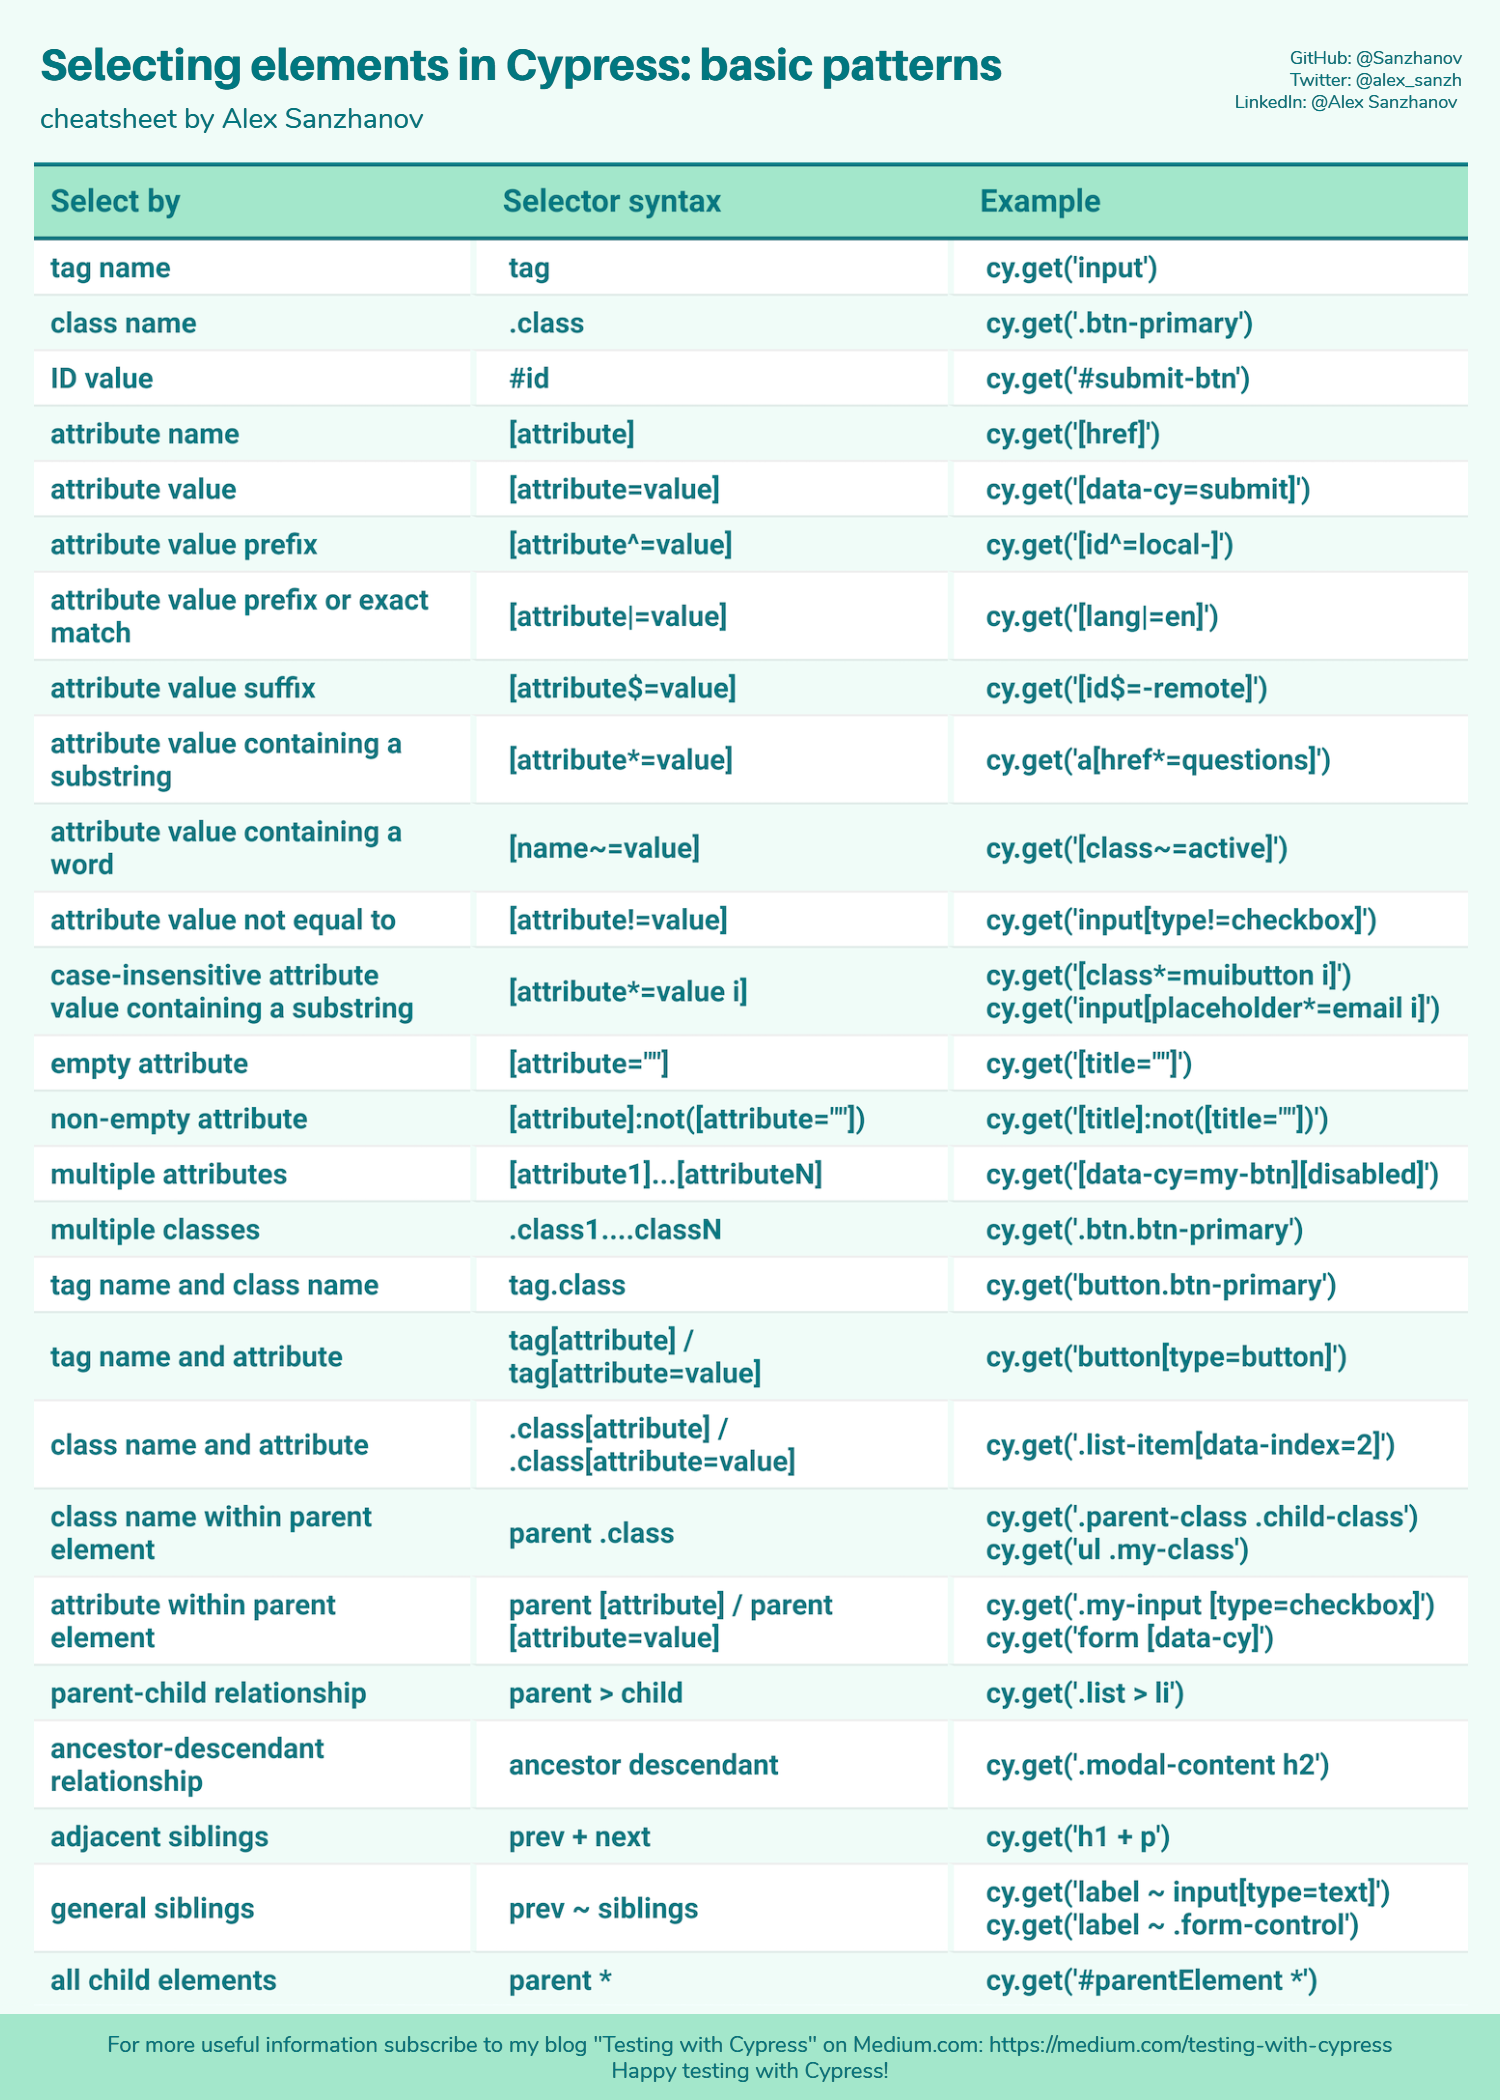 Selecting elements in Cypress: basic patterns
cheatsheet by Alex Sanzhanov
GitHub: @Sanzhanov
Twitter: @alex_sanzh
LinkedIn: @Alex Sanzhanov
Select by Selector syntax Example
tag name tag cy.get('input')
class name .class cy.get('.btn-primary')
ID value #id cy.get('#submit-btn')
attribute name [attribute] cy.get('[href]')
attribute value [attribute=value] cy.get('[data-cy=submit]')
attribute value prefix [attribute^=value] cy.get('[id^=local-]')
attribute value prefix or exact
match
[attribute|=value] cy.get('[lang|=en]')
attribute value suffix [attribute$=value] cy.get('[id$=-remote]')
attribute value containing a
substring
[attribute*=value] cy.get('a[href*=questions]')
attribute value containing a
word
[name~=value] cy.get('[class~=active]')
attribute value not equal to [attribute!=value] cy.get('input[type!=checkbox]')
case-insensitive attribute
value containing a substring
[attribute*=value i]
cy.get('[class*=muibutton i]')
cy.get('input[placeholder*=email i]')
empty attribute [attribute=""] cy.get('[title=""]')
non-empty attribute [attribute]:not([attribute=""]) cy.get('[title]:not([title=""])')
multiple attributes [attribute1]...[attributeN] cy.get('[data-cy=my-btn][disabled]')
multiple classes .class1....classN cy.get('.btn.btn-primary')
tag name and class name tag.class cy.get('button.btn-primary')
tag name and attribute
tag[attribute] /
tag[attribute=value]
cy.get('button[type=button]')
class name and attribute
.class[attribute] /
.class[attribute=value]
cy.get('.list-item[data-index=2]')
class name within parent
element
parent .class
cy.get('.parent-class .child-class')
cy.get('ul .my-class')
attribute within parent
element
parent [attribute] / parent
[attribute=value]
cy.get('.my-input [type=checkbox]')
cy.get('form [data-cy]')
parent-child relationship parent > child cy.get('.list > li')
ancestor-descendant
relationship
ancestor descendant cy.get('.modal-content h2')
adjacent siblings prev + next cy.get('h1 + p')
general siblings prev ~ siblings
cy.get('label ~ input[type=text]')
cy.get('label ~ .form-control')
all child elements parent * cy.get('#parentElement *')
For more useful information subscribe to my blog "Testing with Cypress" on Medium.com: https://medium.com/testing-with-cypress
Happy testing with Cypress!